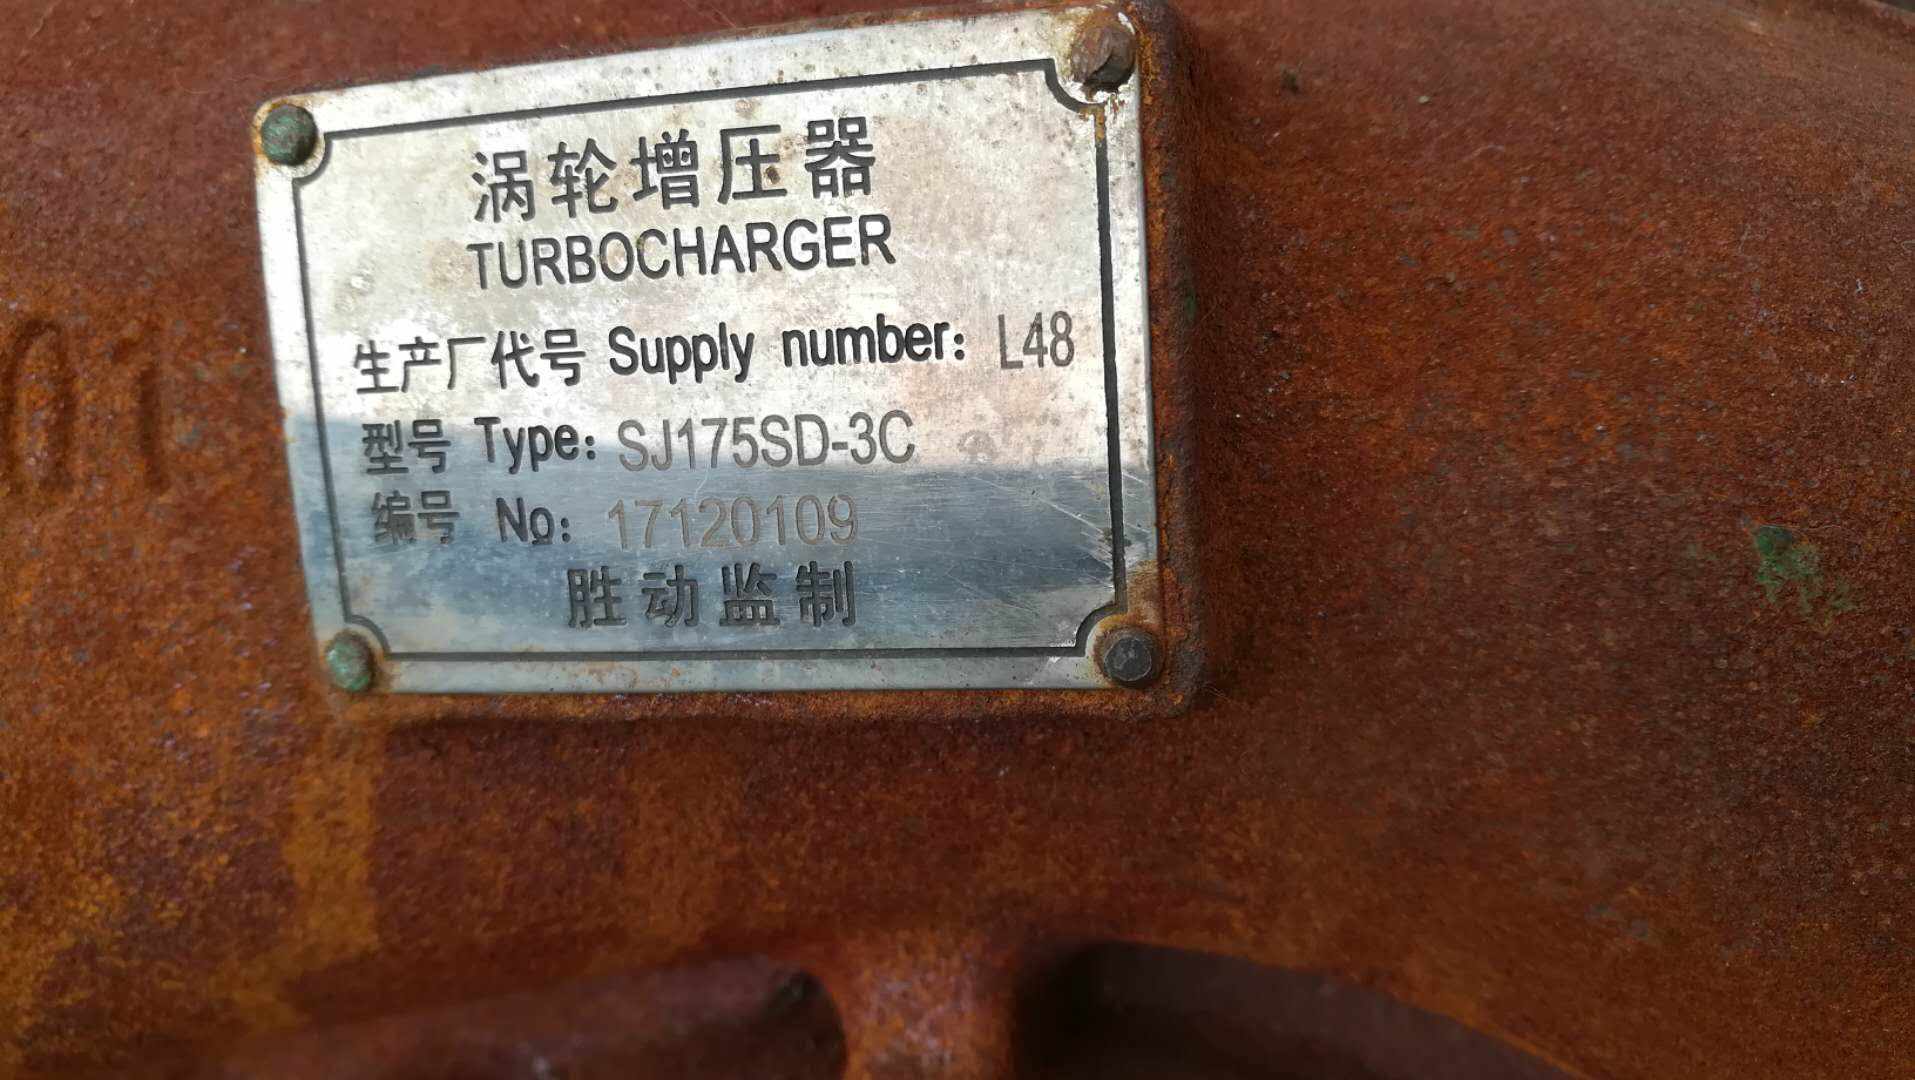 涡轮增压器
TURBOCHARGER
生产厂代号 Supply number: L48
型号 Type: SJ175SD-3C
编号 No: 17120109
胜动监制